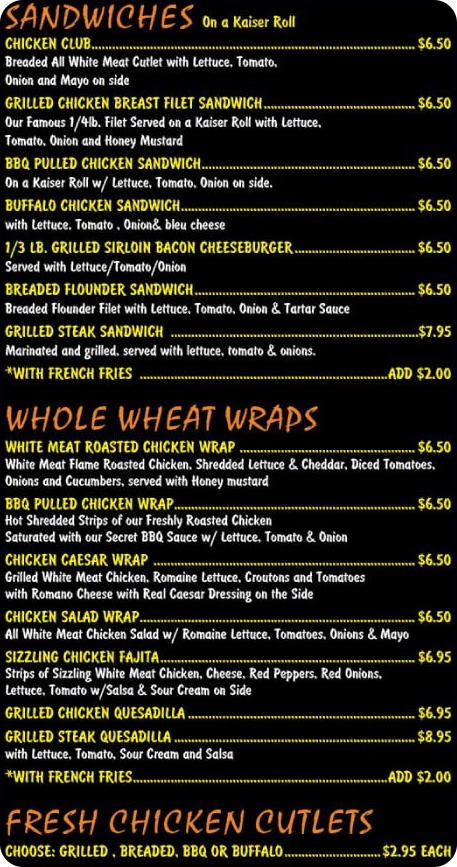 SANDWICHES On a Kaiser Roll
CHICKEN CLUB.......... $6.50
Breaded All White Meat Cutlet with Lettuce, Tomato,
Onion and Mayo on side
GRILLED CHICKEN BREAST FILET SANDWICH.......... $6.50
Our Famous 1/4lb. Filet Served on a Kaiser Roll with Lettuce,
Tomato, Onion and Honey Mustard
BBQ PULLED CHICKEN SANDWICH.......... $6.50
On a Kaiser Roll w/ Lettuce, Tomato, Onion on side.
BUFFALO CHICKEN SANDWICH.......... $6.50
with Lettuce, Tomato , Onion& bleu cheese
1/3 LB. GRILLED SIRLOIN BACON CHEESEBURGER.......... $6.50
Served with Lettuce/Tomato/Onion
BREADED FLOUNDER SANDWICH.......... $6.50
Breaded Flounder Filet with Lettuce, Tomato, Onion & Tartar Sauce
GRILLED STEAK SANDWICH ..........$7.95
Marinated and grilled, served with lettuce, tomato & onions.
*WITH FRENCH FRIES ..........ADD $2.00
WHOLE WHEAT WRAPS
WHITE MEAT ROASTED CHICKEN WRAP .......... $6.50
White Meat Flame Roasted Chicken, Shredded Lettuce & Cheddar, Diced Tomatoes,
Onions and Cucumbers, served with Honey mustard
BBQ PULLED CHICKEN WRAP.......... $6.50
Hot Shredded Strips of our Freshly Roasted Chicken
Saturated with our Secret BBQ Sauce w/ Lettuce, Tomato & Onion
CHICKEN CAESAR WRAP .......... $6.50
Grilled White Meat Chicken, Romaine Lettuce, Croutons and Tomatoes
with Romano Cheese with Real Caesar Dressing on the Side
CHICKEN SALAD WRAP.......... $6.50
All White Meat Chicken Salad w/ Romaine Lettuce, Tomatoes, Onions & Mayo
SIZZLING CHICKEN FAJITA.......... $6.95
Strips of Sizzling White Meat Chicken, Cheese, Red Peppers, Red Onions,
Lettuce, Tomato w/Salsa & Sour Cream on Side
GRILLED CHICKEN QUESADILLA .......... $6.95
GRILLED STEAK QUESADILLA .......... $8.95
with Lettuce, Tomato, Sour Cream and Salsa
*WITH FRENCH FRIES..........ADD $2.00
FRESH CHICKEN CUTLETS
CHOOSE: GRILLED , BREADED, BBQ OR BUFFALO..........$2.95 EACH